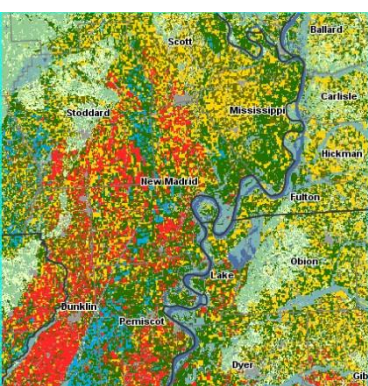 Ballard
Scott
Carlisle
Stoddard
Mississippi
Hickman
New Madrid
Fulton
Obion
Lake
Dunklin
Pemiscot
Dyer
Gib